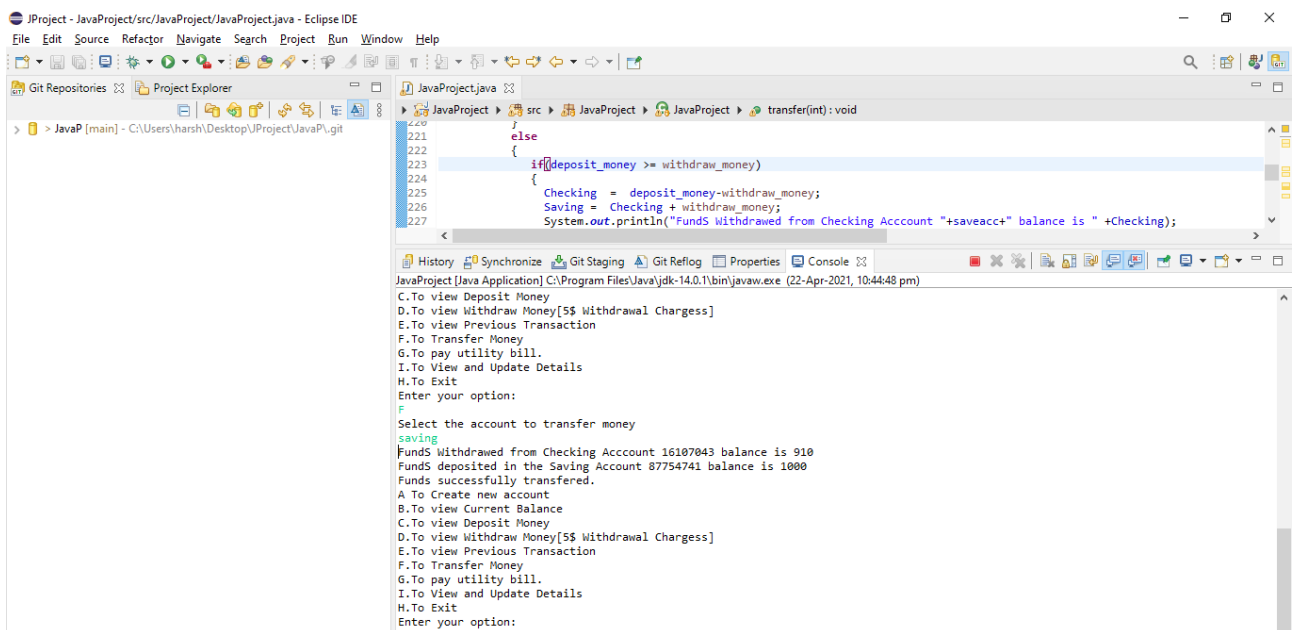 JProject - JavaProject/src/JavaProject/JavaProject.java - Eclipse IDE
File Edit Source Refactor Navigate Search Project Run Window Help
Git Repositories Project Explorer
> JavaP [main] - C:\Users\harsh\Desktop\JProject\JavaP\.git
JavaProject.java
JavaProject src JavaProject JavaProject transfer(int) : void
220 }
221 else
222 {
223 if(deposit_money >= withdraw_money)
224 {
225 Checking = deposit_money-withdraw_money;
226 Saving = Checking + withdraw_money;
227 System.out.println("FundS Withdrawed from Checking Acccount "+saveacc+" balance is " +Checking);
History Synchronize Git Staging Git Reflog Properties Console
JavaProject [Java Application] C:\Program Files\Java\jdk-14.0.1\bin\javaw.exe (22-Apr-2021, 10:44:48 pm)
C.To view Deposit Money
D.To view Withdraw Money[5$ Withdrawal Chargess]
E.To view Previous Transaction
F.To Transfer Money
G.To pay utility bill.
I.To View and Update Details
H.To Exit
Enter your option:
F
Select the account to transfer money
saving
FundS Withdrawed from Checking Acccount 16107043 balance is 910
FundS deposited in the Saving Account 87754741 balance is 1000
Funds successfully transfered.
A To Create new account
B.To view Current Balance
C.To view Deposit Money
D.To view Withdraw Money[5$ Withdrawal Chargess]
E.To view Previous Transaction
F.To Transfer Money
G.To pay utility bill.
I.To View and Update Details
H.To Exit
Enter your option: